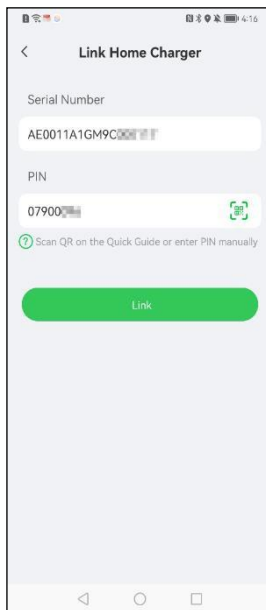 4:16
Link Home Charger
Serial Number
AE0011A1GM9C
PIN
07900
Scan QR on the Quick Guide or enter PIN manually
Link